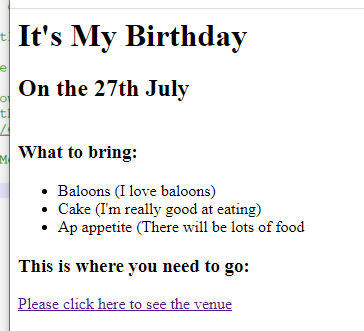 It's My Birthday
On the 27th July
What to bring:
Baloons (I love baloons)
Cake (I'm really good at eating)
Ap appetite (There will be lots of food
This is where you need to go:
Please click here to see the venue